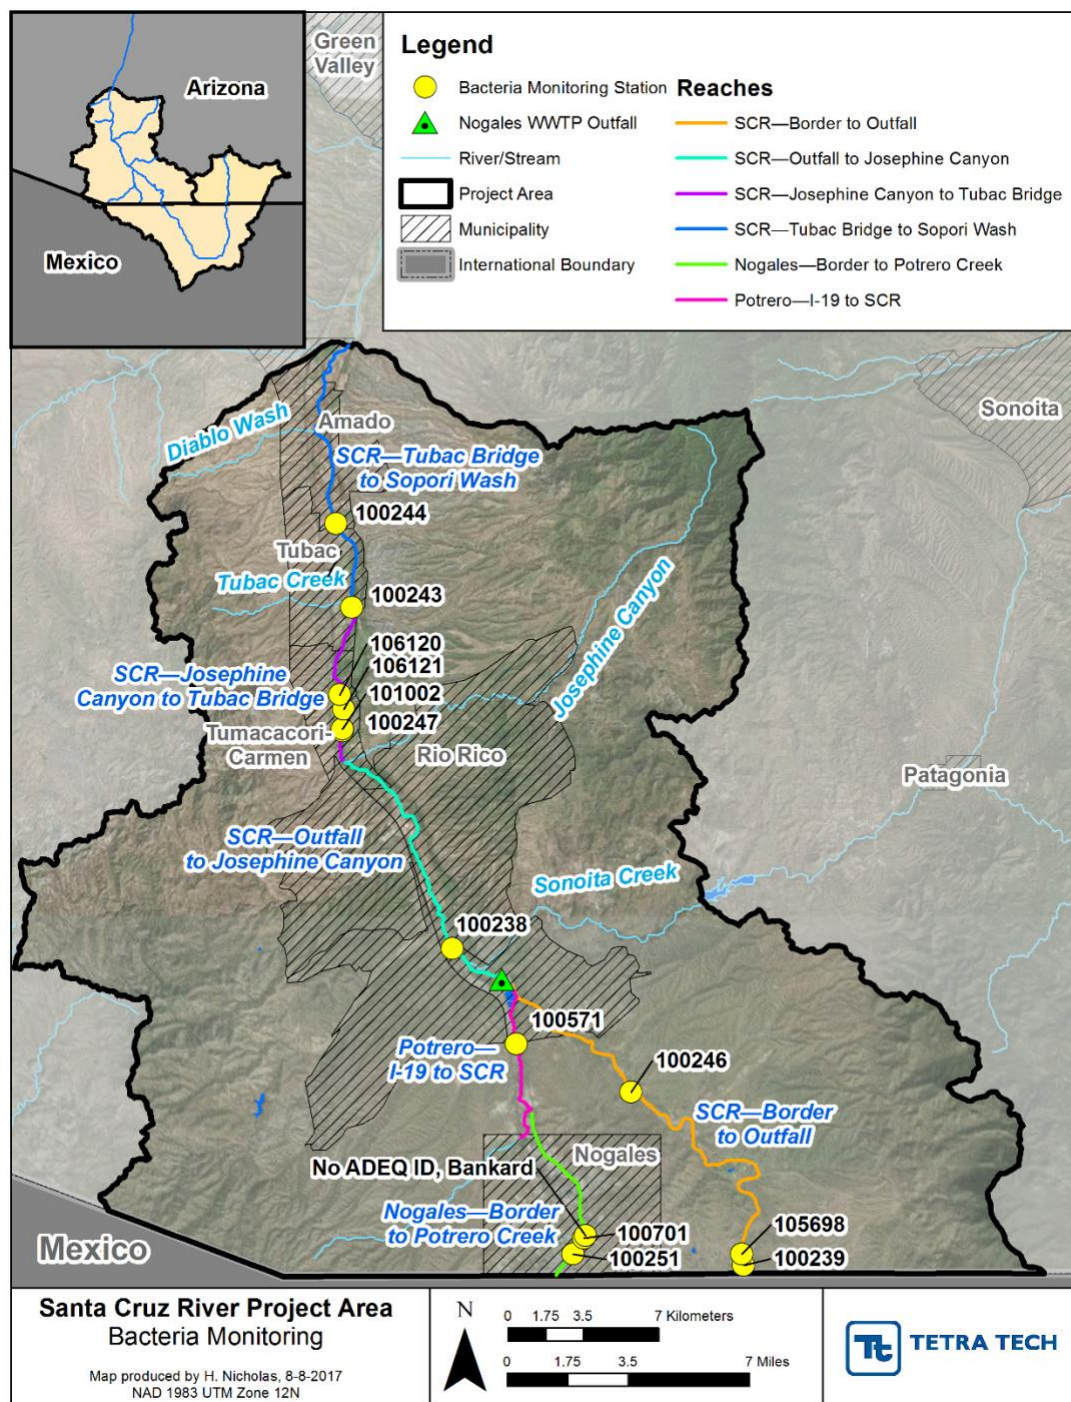 Arizona
Mexico
Green
Valley
Legend
Bacteria Monitoring Station
Nogales WWTP Outfall
River/Stream
Project Area
Municipality
International Boundary
Reaches
SCR—Border to Outfall
SCR—Outfall to Josephine Canyon
SCR—Josephine Canyon to Tubac Bridge
SCR—Tubac Bridge to Sopori Wash
Nogales—Border to Potrero Creek
Potrero—I-19 to SCR
Sonoita
Diablo Wash
Amado
SCR—Tubac Bridge
to Sopori Wash
100244
Tubac
Tubac Creek
100243
106120
106121
101002
100247
SCR—Josephine
Canyon to Tubac Bridge
Tumacacori-
Carmen
Josephine Canyon
Rio Rico
Patagonia
SCR—Outfall
to Josephine Canyon
Sonoita Creek
100238
100571
Potrero—
I-19 to SCR
100246
SCR—Border
to Outfall
No ADEQ ID, Bankard
Nogales
Nogales—Border
to Potrero Creek
100701
100251
105698
100239
Mexico
Santa Cruz River Project Area
Bacteria Monitoring
Map produced by H. Nicholas, 8-8-2017
NAD 1983 UTM Zone 12N
N
0 1.75 3.5 7 Kilometers
0 1.75 3.5 7 Miles
Tt
TETRA TECH